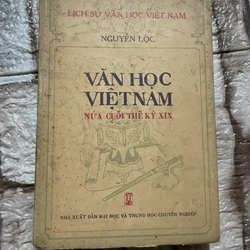 LỊCH SỬ VĂN HỌC VIỆT NAM
NGUYỄN LỘC
VĂN HỌC
VIỆT NAM
NỬA CUỐI THẾ KỶ XIX
NHÀ XUẤT BẢN ĐẠI HỌC VÀ TRUNG HỌC CHUYÊN NGHIỆP